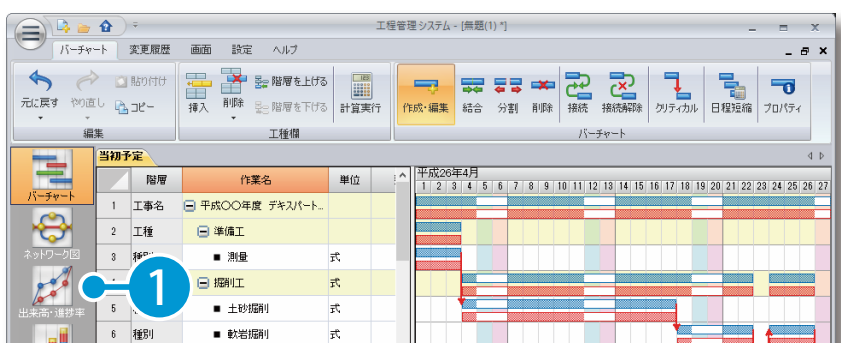 工程管理システム - [無題(1) *]
バーチャート 変更履歴 画面 設定 ヘルプ
元に戻す やり直し 貼り付け コピー
編集
挿入 削除 階層を上げる 階層を下げる 計算実行
工種欄
作成・編集 結合 分割 削除 接続 接続解除 クリティカル 日程短縮 プロパティ
バーチャート
当初予定
バーチャート
ネットワーク図
出来高・進捗率
階層 作業名 単位
平成26年4月
1 2 3 4 5 6 7 8 9 10 11 12 13 14 15 16 17 18 19 20 21 22 23 24 25 26 27
1 工事名 平成〇〇年度 デキスパート...
2 工種 準備工
3 種別 測量 式
掘削工 式
5 土砂掘削 式
6 種別 軟岩掘削 式
1